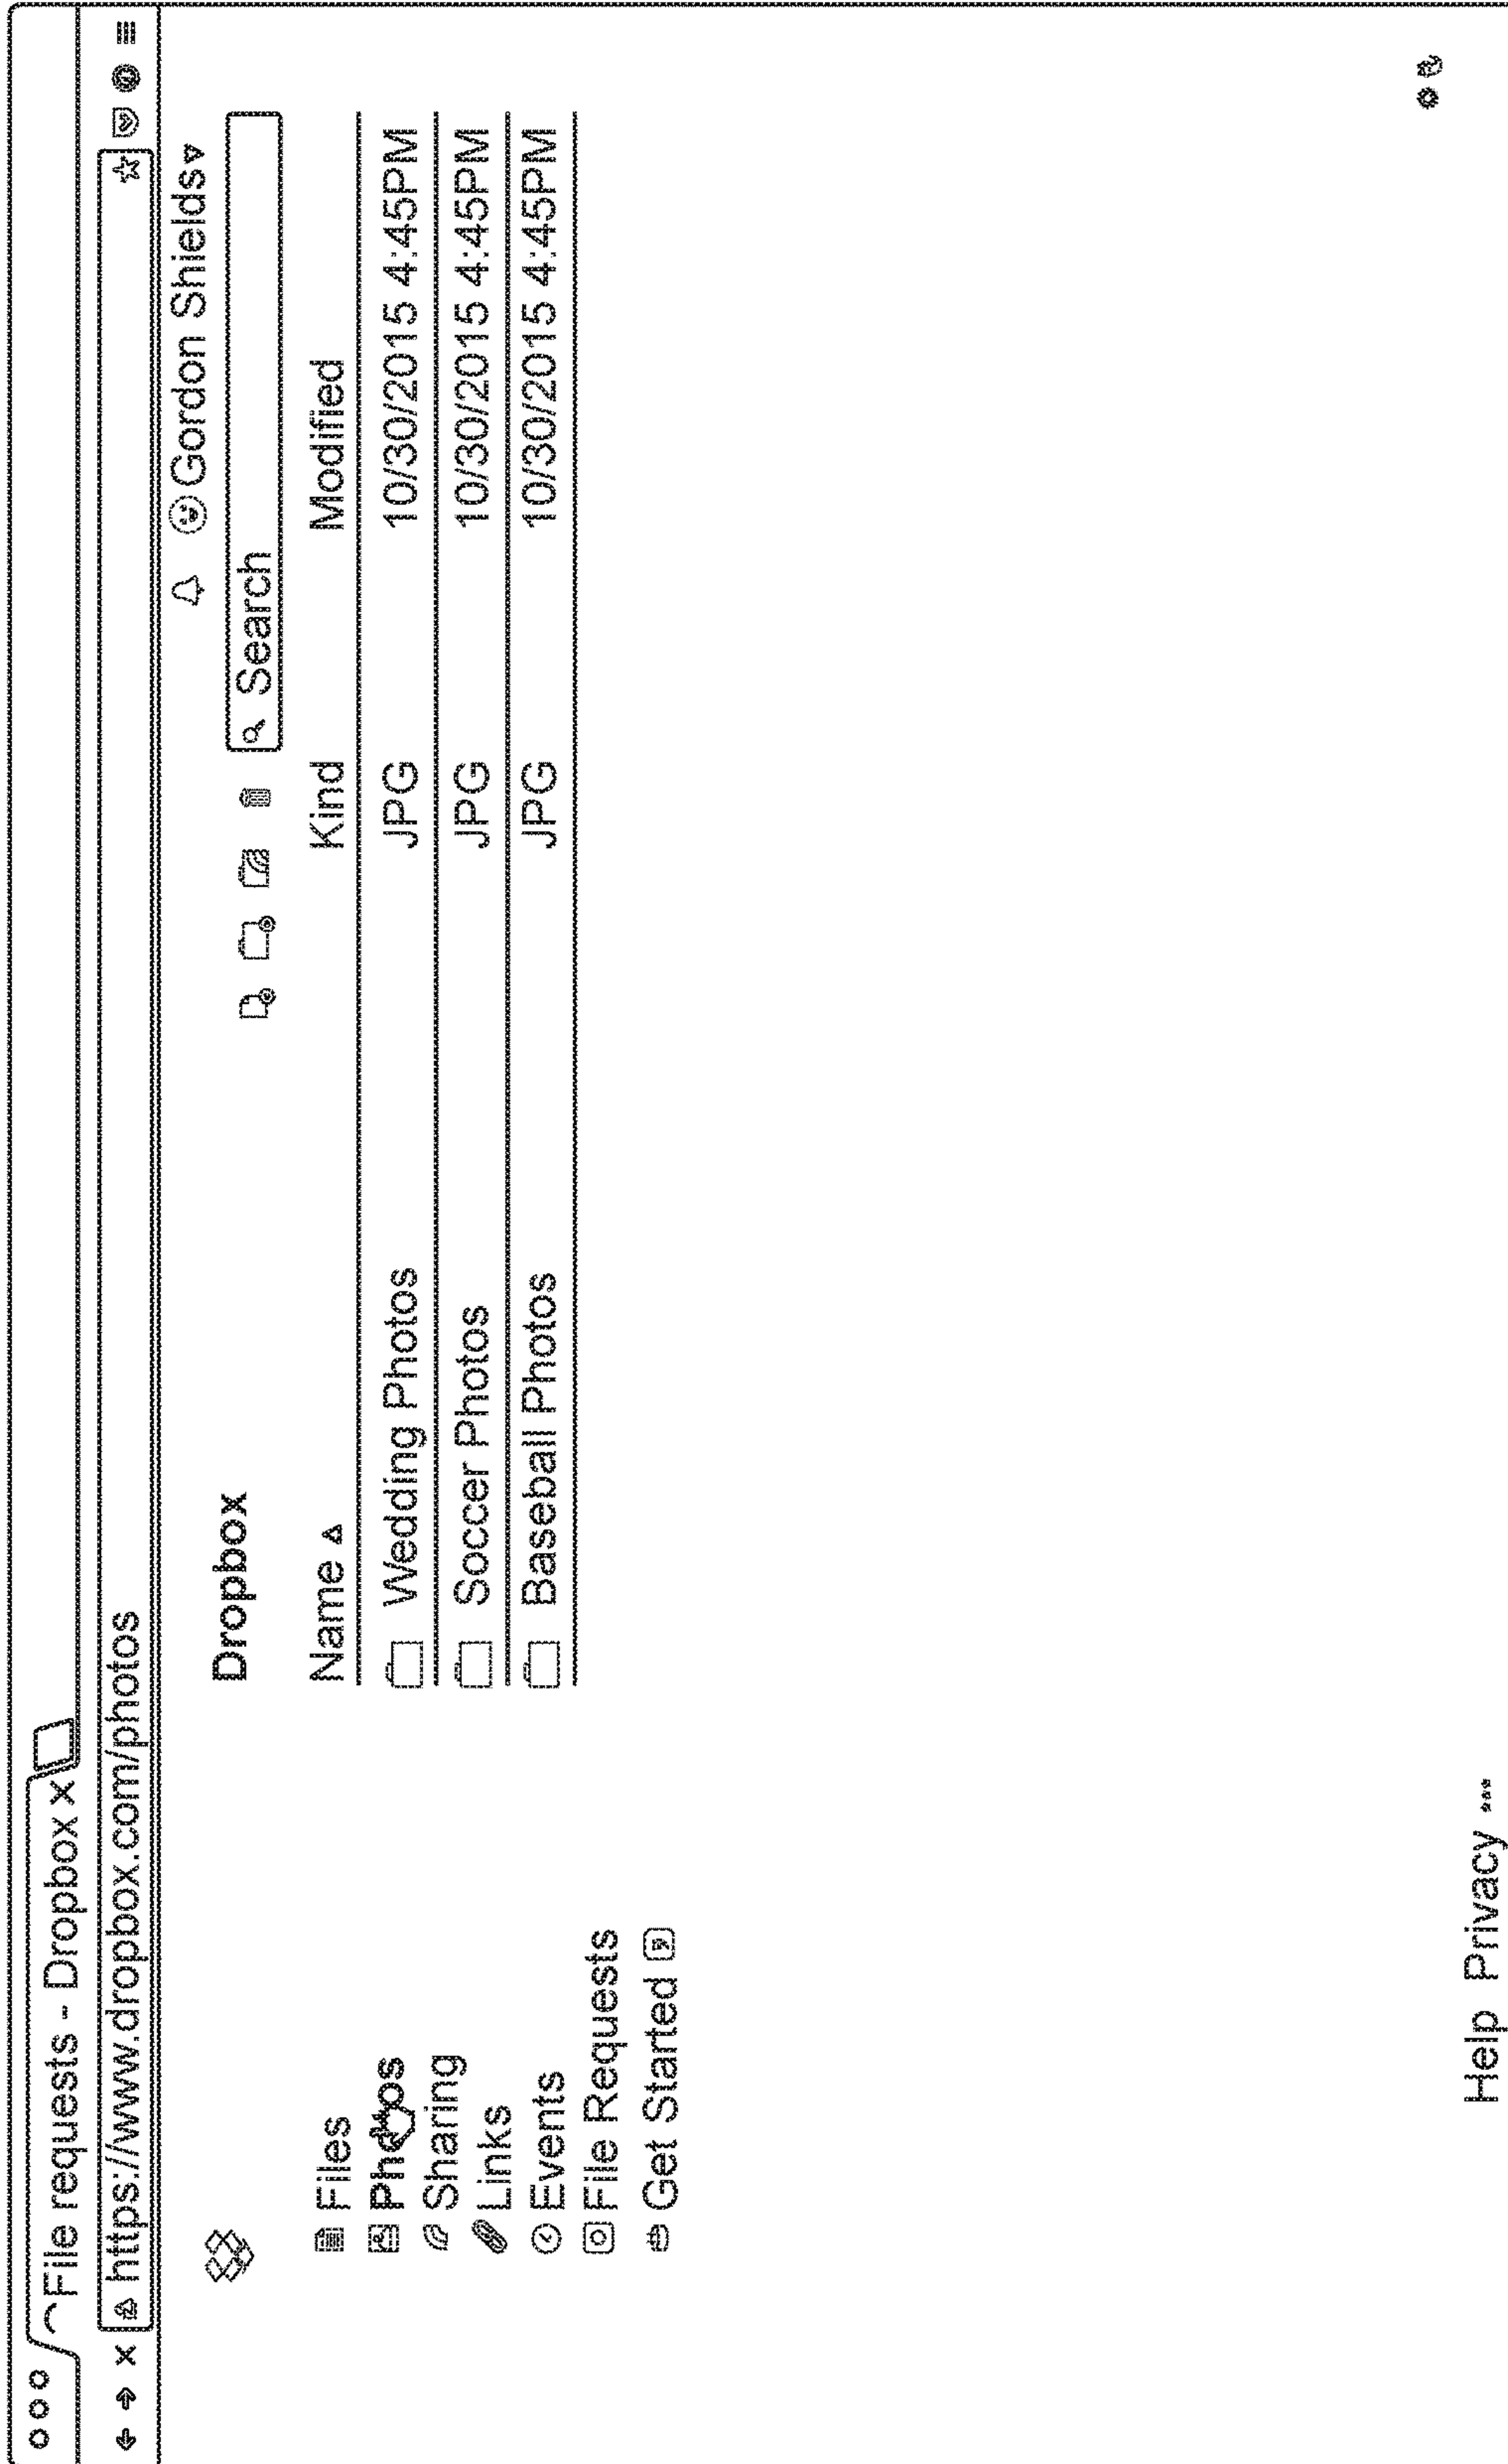 File requests - Dropbox X
https://www.dropbox.com/photos
Gordon Shields
Dropbox
Search
Name Kind Modified
Wedding Photos JPG 10/30/2015 4:45PM
Soccer Photos JPG 10/30/2015 4:45PM
Baseball Photos JPG 10/30/2015 4:45PM
Files
Photos
Sharing
Links
Events
File Requests
Get Started
Help Privacy ...